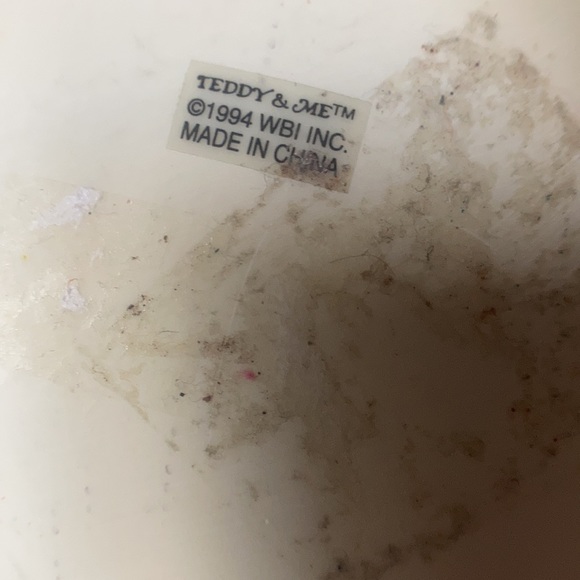 TEDDY & ME™
©1994 WBI INC.
MADE IN CHINA